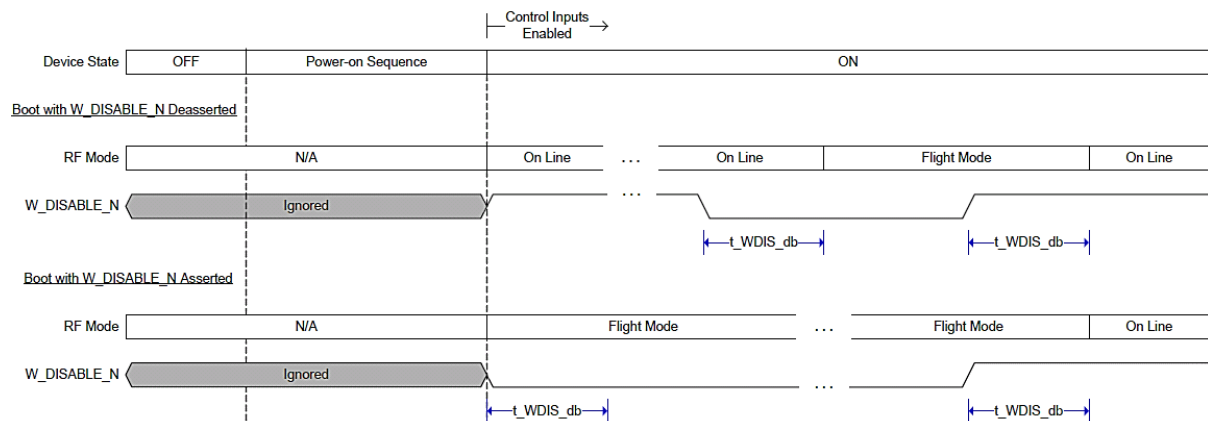 Control Inputs
Enabled
Device State OFF Power-on Sequence ON
Boot with W_DISABLE_N Deasserted
RF Mode N/A On Line ... On Line Flight Mode On Line
W_DISABLE_N Ignored ...
t_WDIS_db t_WDIS_db
Boot with W_DISABLE_N Asserted
RF Mode N/A Flight Mode ... Flight Mode On Line
W_DISABLE_N Ignored ...
t_WDIS_db t_WDIS_db